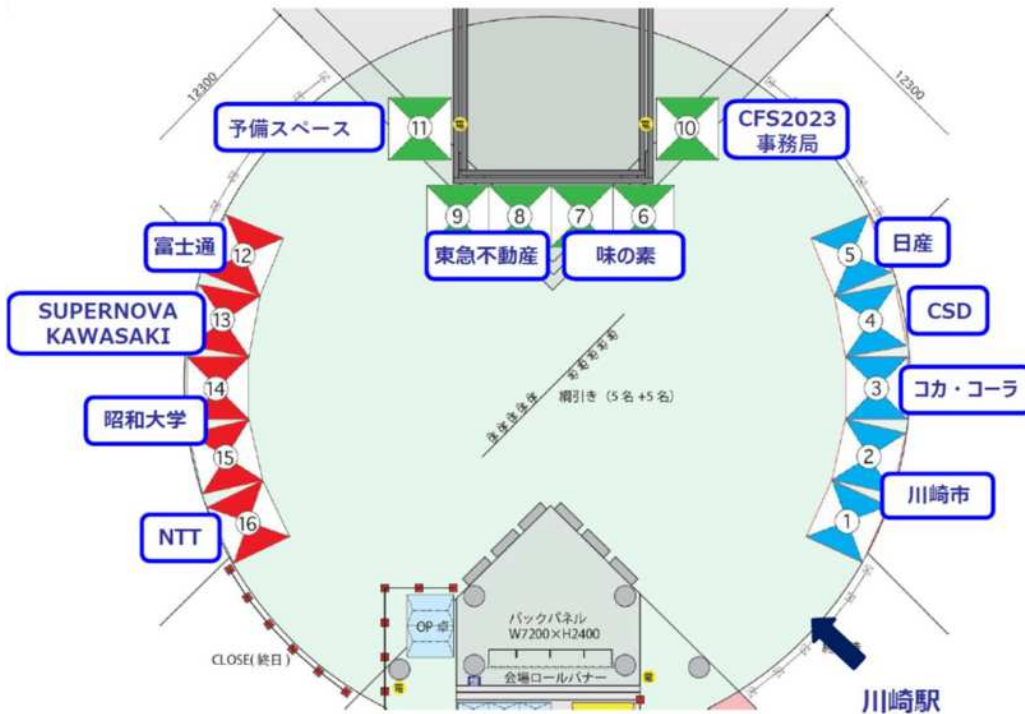 12300
12300
予備スペース
11
10
CFS2023
事務局
9
8
7
6
東急不動産
味の素
富士通
12
5
日産
SUPERNOVA
KAWASAKI
13
4
CSD
14
3
コカ・コーラ
綱引き（5 名 +5 名）
昭和大学
15
2
川崎市
NTT
16
1
OP 卓
バックパネル
W7200×H2400
会場ロールバナー
CLOSE( 終日 )
川崎駅